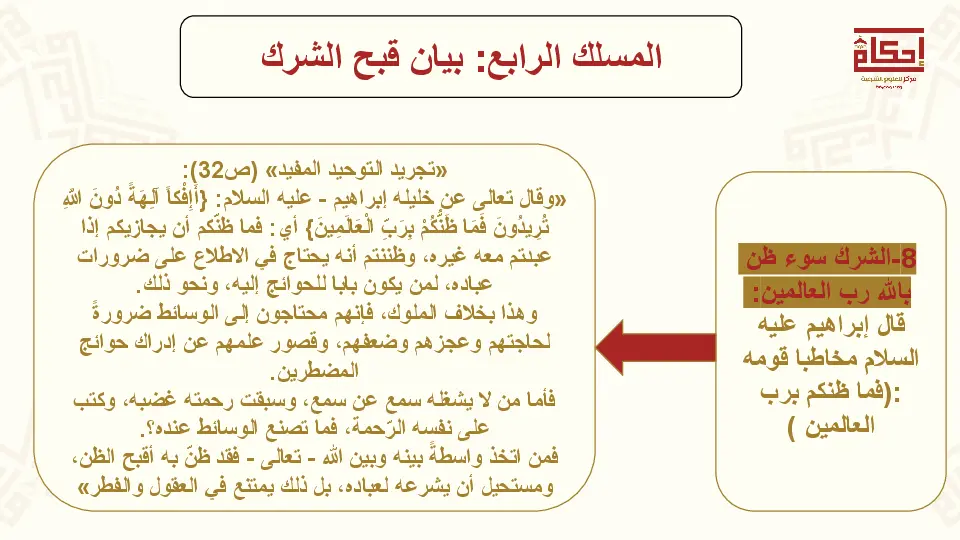 المسلك الرابع: بيان قبح الشرك
إحكام
مركز للعلوم الشرعية
8-الشرك سوء ظن
بالله رب العالمين:
قال إبراهيم عليه
السلام مخاطبا قومه
:(فما ظنكم برب
العالمين )
«تجريد التوحيد المفيد» (ص32):
«وقال تعالى عن خليله إبراهيم - عليه السلام: {أَإِفْكاً آلِهَةً دُونَ اللَّهِ
تُرِيدُونَ فَمَا ظَنُّكُمْ بِرَبِّ الْعَالَمِينَ} أي: فما ظنّكم أن يجازيكم إذا
عبدتم معه غيره، وظننتم أنه يحتاج في الاطلاع على ضرورات
عباده، لمن يكون بابا للحوائج إليه، ونحو ذلك.
وهذا بخلاف الملوك، فإنهم محتاجون إلى الوسائط ضرورةً
لحاجتهم وعجزهم وضعفهم، وقصور علمهم عن إدراك حوائج
المضطرين.
فأما من لا يشغله سمع عن سمع، وسبقت رحمته غضبه، وكتب
على نفسه الرّحمة، فما تصنع الوسائط عنده؟.
فمن اتخذ واسطةً بينه وبين الله - تعالى - فقد ظنّ به أقبح الظن،
ومستحيل أن يشرعه لعباده، بل ذلك يمتنع في العقول والفطر»